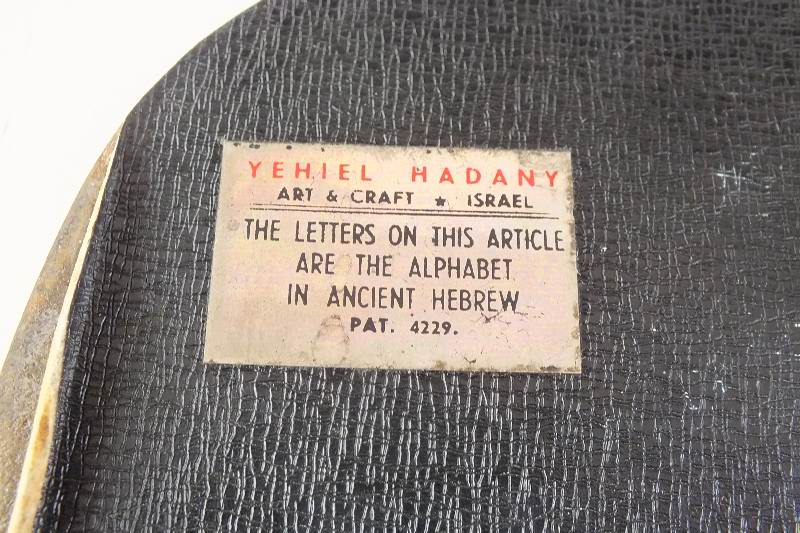 YEHIEL HADANY
ART & CRAFT ★ ISRAEL
THE LETTERS ON THIS ARTICLE
ARE THE ALPHABET
IN ANCIENT HEBREW
PAT. 4229.